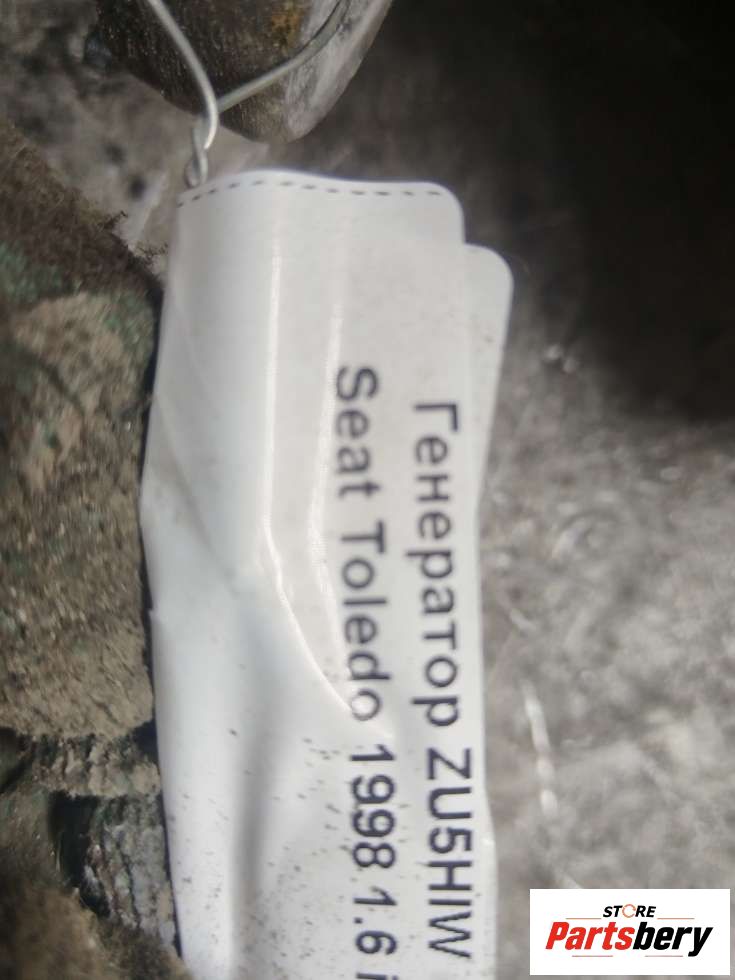 Генератор ZU5HIW
Seat Toledo 1998 1.6 i
STORE
Partsbery